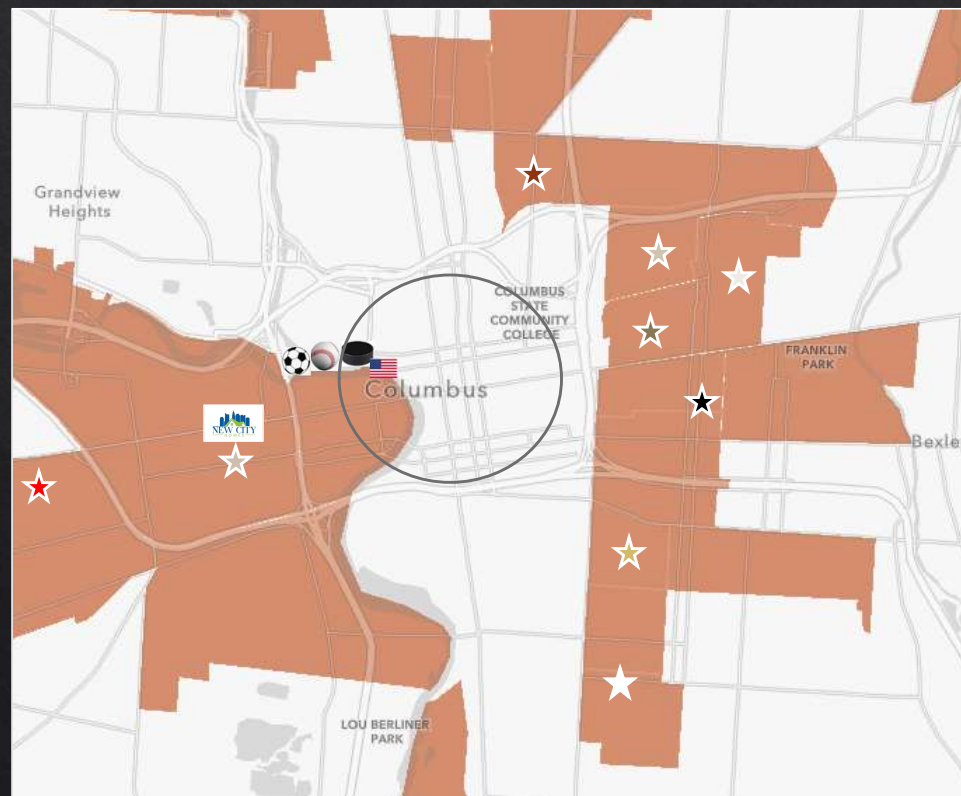 Grandview
Heights
COLUMBUS
STATE
COMMUNITY
COLLEGE
FRANKLIN
PARK
Columbus
NEW CITY
Bexle
LOU BERLINER
PARK